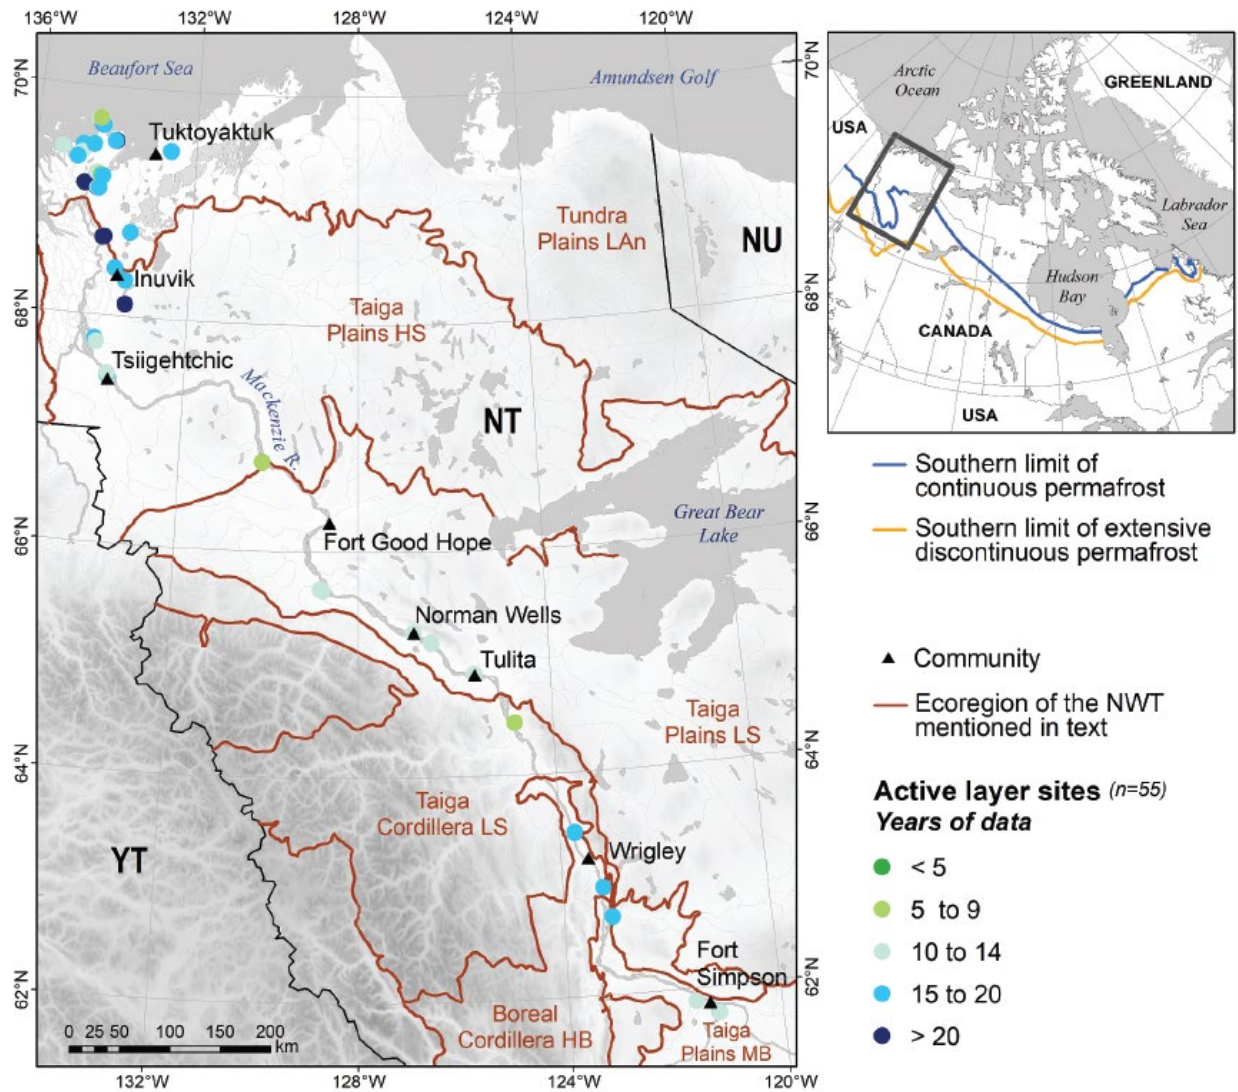 136°W
132°W
128°W
124°W
120°W
70°N
Beaufort Sea
Amundsen Golf
70°N
Tuktoyaktuk
Tundra
Plains LAn
NU
Inuvik
68°N
Taiga
Plains HS
68°N
Tsiigehtchic
Mackenzie R.
NT
66°N
Fort Good Hope
Great Bear
Lake
66°N
Norman Wells
Tulita
Taiga
Plains LS
64°N
64°N
Taiga
Cordillera LS
YT
Wrigley
Fort
Simpson
62°N
62°N
Boreal
Cordillera HB
Taiga
Plains MB
0 25 50 100 150 200
km
132°W
128°W
124°W
120°W
Arctic
Ocean
GREENLAND
USA
Labrador
Sea
Hudson
Bay
CANADA
USA
Southern limit of
continuous permafrost
Southern limit of extensive
discontinuous permafrost
Community
Ecoregion of the NWT
mentioned in text
Active layer sites (n=55)
Years of data
< 5
5 to 9
10 to 14
15 to 20
> 20